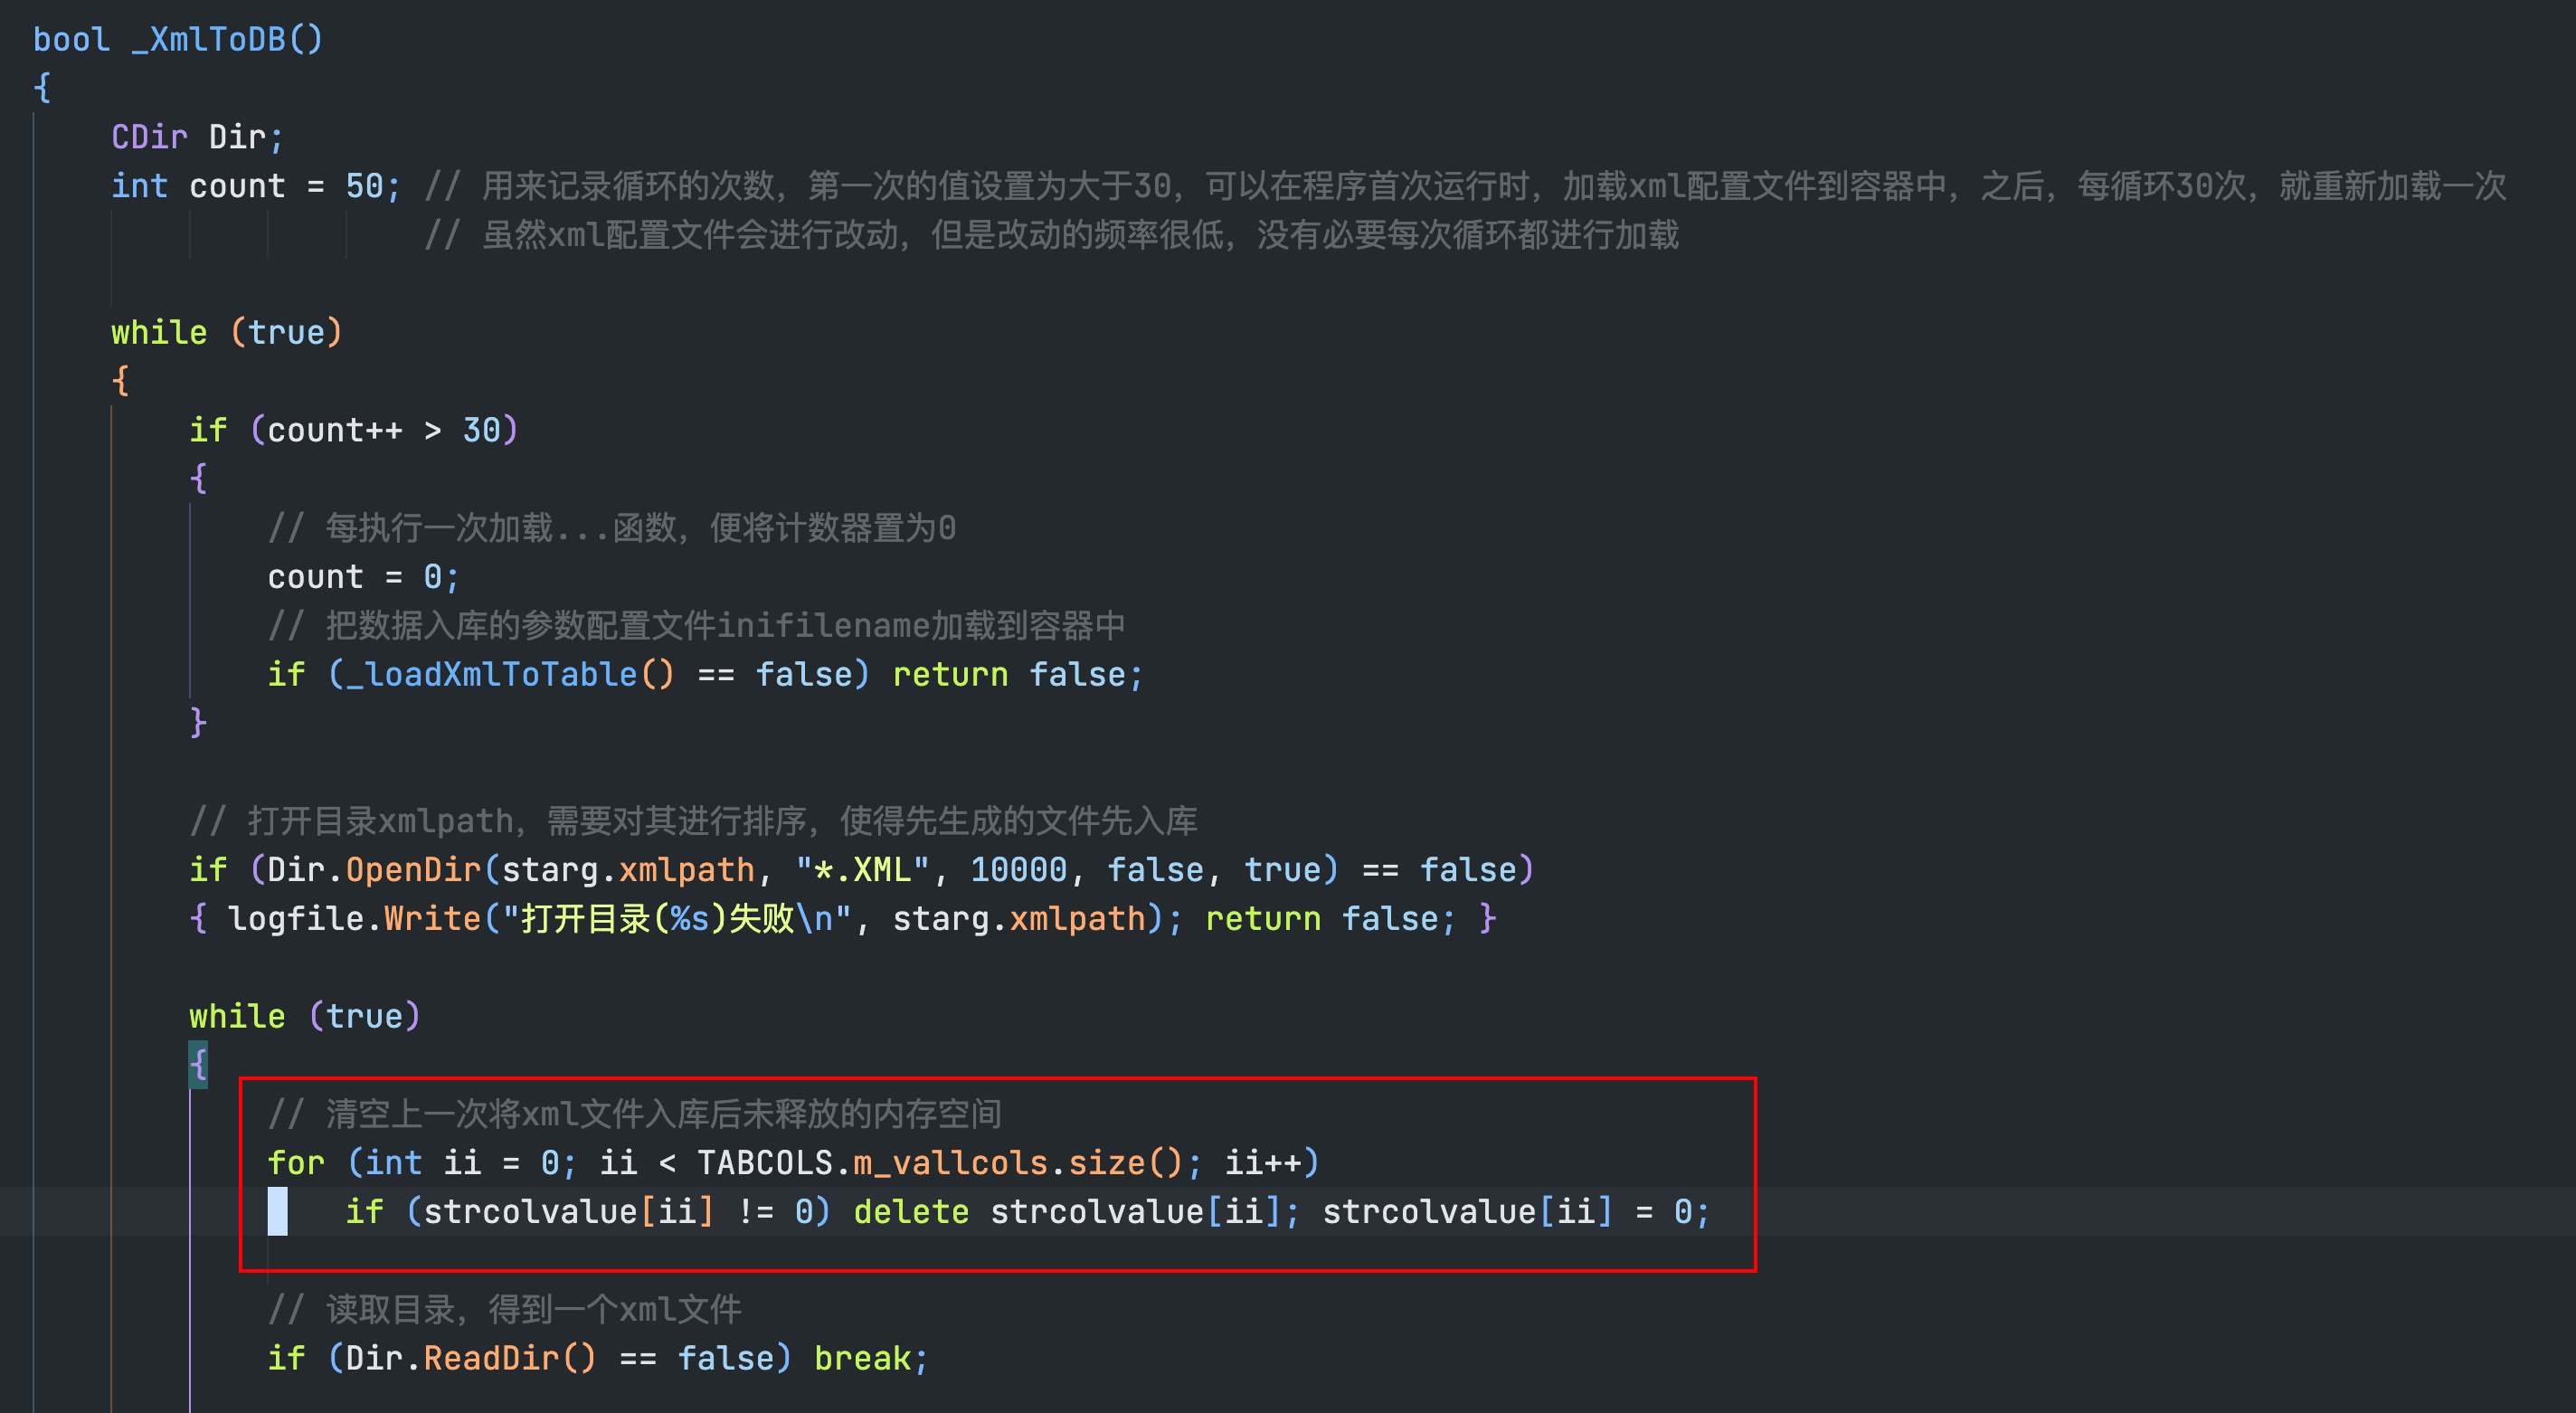 bool _XmlToDB()
{
CDir Dir;
int count = 50; // 用来记录循环的次数，第一次的值设置为大于30，可以在程序首次运行时，加载xml配置文件到容器中，之后，每循环30次，就重新加载一次
// 虽然xml配置文件会进行改动，但是改动的频率很低，没有必要每次循环都进行加载
while (true)
{
if (count++ > 30)
{
// 每执行一次加载...函数，便将计数器置为0
count = 0;
// 把数据入库的参数配置文件inifilename加载到容器中
if (_loadXmlToTable() == false) return false;
}
// 打开目录xmlpath，需要对其进行排序，使得先生成的文件先入库
if (Dir.OpenDir(starg.xmlpath, "*.XML", 10000, false, true) == false)
{ logfile.Write("打开目录(%s)失败\n", starg.xmlpath); return false; }
while (true)
{
// 清空上一次将xml文件入库后未释放的内存空间
for (int ii = 0; ii < TABCOLS.m_vallcols.size(); ii++)
if (strcolvalue[ii] != 0) delete strcolvalue[ii]; strcolvalue[ii] = 0;
// 读取目录，得到一个xml文件
if (Dir.ReadDir() == false) break;